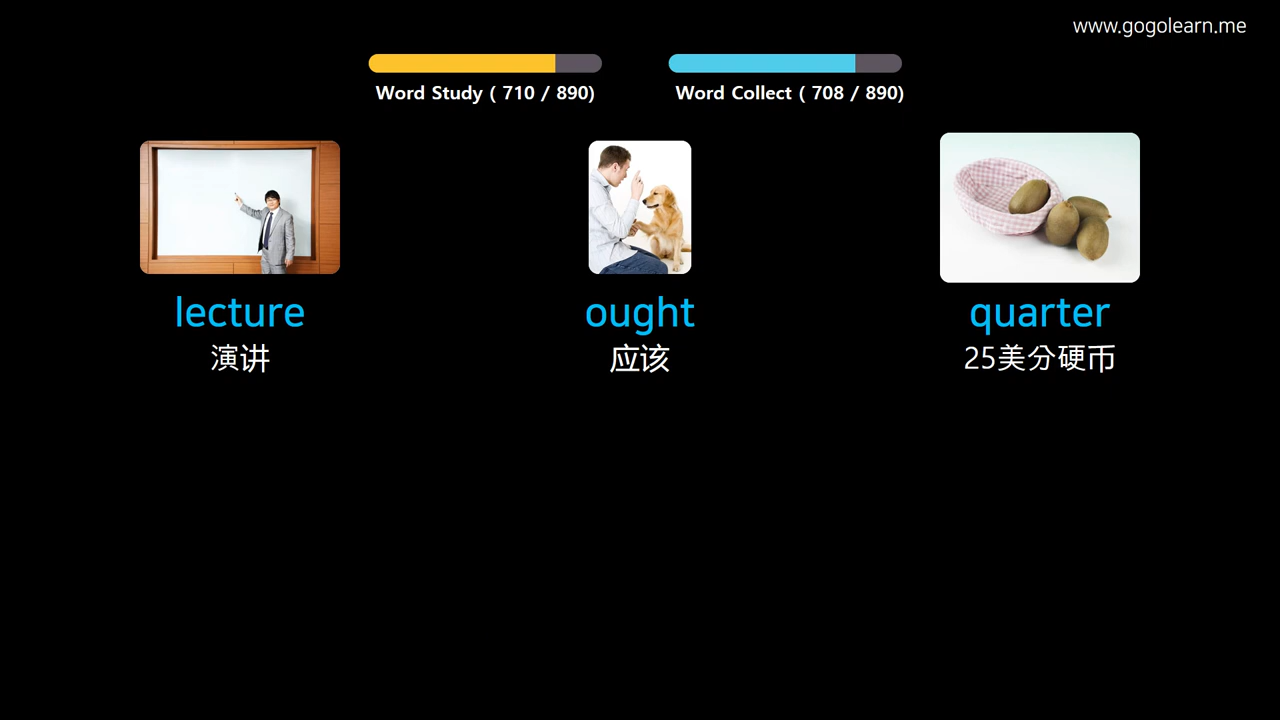 www.gogolearn.me
Word Study ( 710 / 890)
Word Collect ( 708 / 890)
lecture
演讲
ought
应该
quarter
25美分硬币